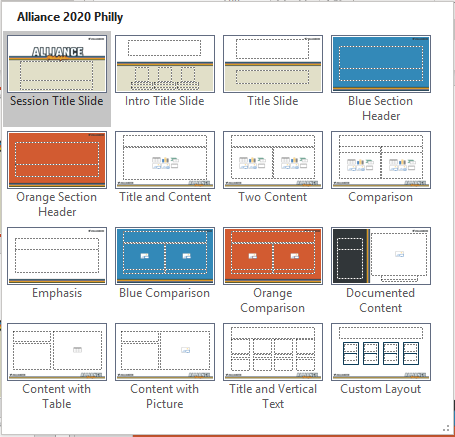 Alliance 2020 Philly
ALLIANCE
Session Title Slide
Intro Title Slide
Title Slide
Blue Section
Header
Orange Section
Header
Title and Content
Two Content
Comparison
Emphasis
Blue Comparison
Orange
Comparison
Documented
Content
Content with
Table
Content with
Picture
Title and Vertical
Text
Custom Layout